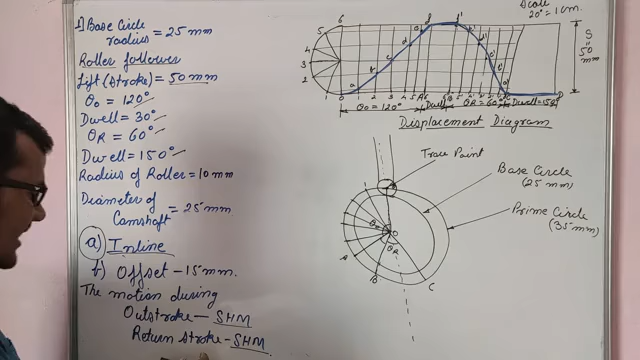 1) Base Circle
radius = 25 mm
Roller follower
Lift (Stroke) = 50 mm
θo = 120°
Dwell = 30°
θR = 60°
Dwell = 150°
Radius of Roller = 10 mm
Diameter of
Camshaft = 25 mm
a) Inline
b) Offset - 15 mm.
The motion during
Outstroke - SHM
Return Stroke - SHM
Scale
20° = 1 cm.
S
50
mm
θo = 120°
Dwell
θR = 60°
Dwell = 150°
Displacement Diagram
Trace Point
Base Circle
(25 mm)
Prime Circle
(35 mm)
O
θR
A
B
C